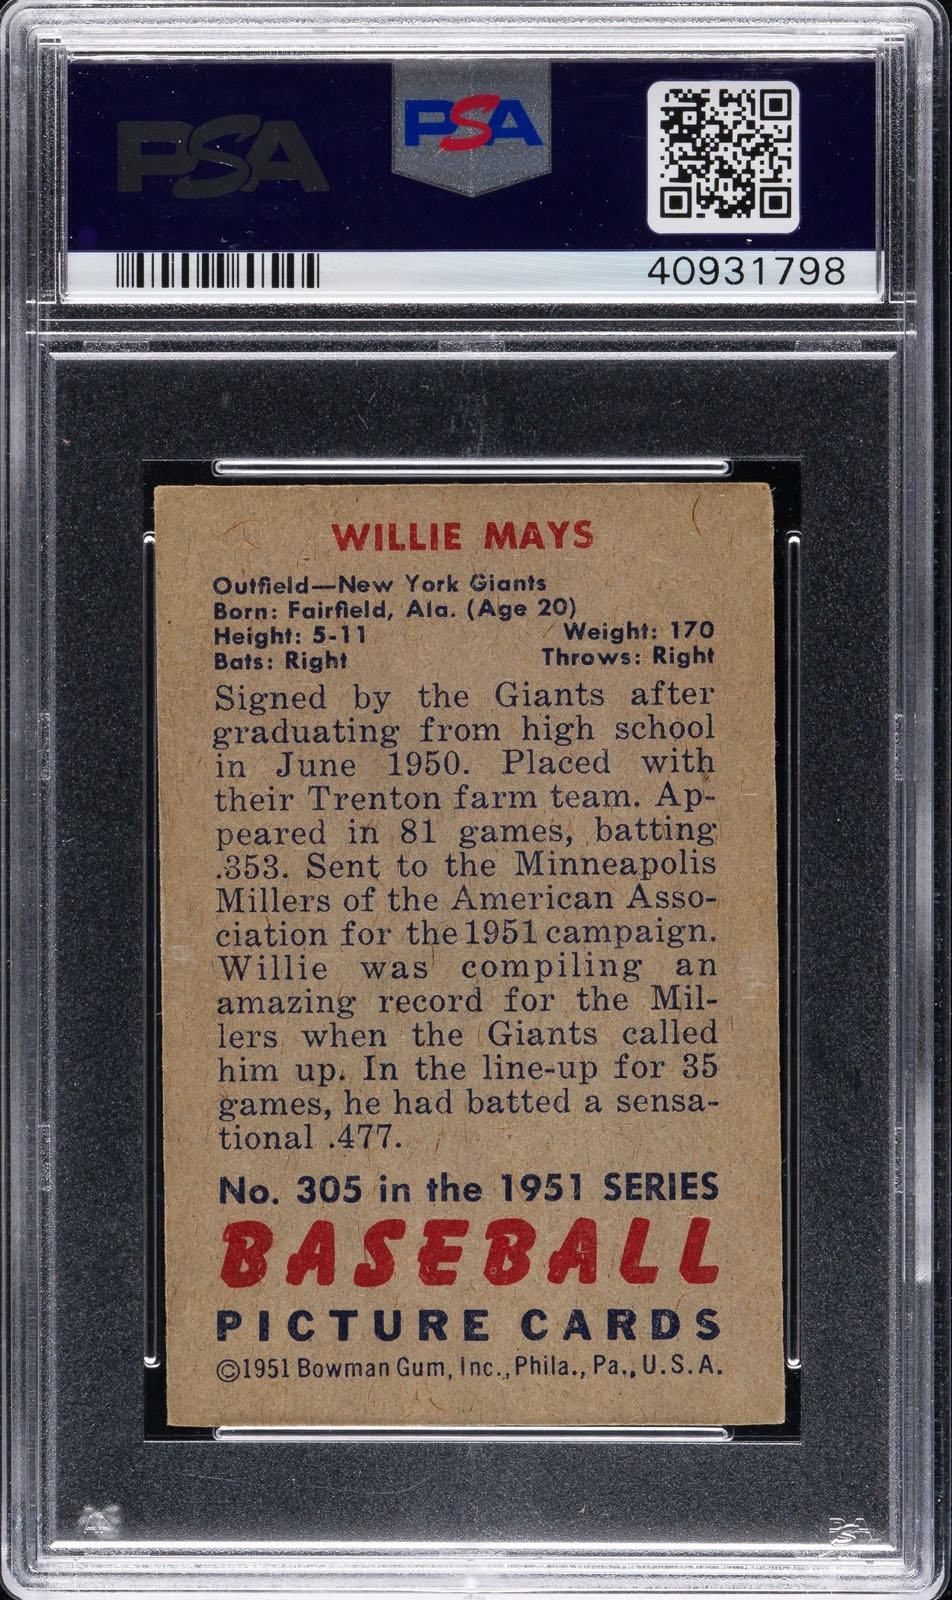 PSA
PSA
40931798
WILLIE MAYS
Outfield—New York Giants
Born: Fairfield, Ala. (Age 20)
Height: 5-11 Weight: 170
Bats: Right Throws: Right
Signed by the Giants after
graduating from high school
in June 1950. Placed with
their Trenton farm team. Ap-
peared in 81 games, batting
.353. Sent to the Minneapolis
Millers of the American Asso-
ciation for the 1951 campaign.
Willie was compiling an
amazing record for the Mil-
lers when the Giants called
him up. In the line-up for 35
games, he had batted a sensa-
tional .477.
No. 305 in the 1951 SERIES
BASEBALL
PICTURE CARDS
©1951 Bowman Gum, Inc., Phila., Pa., U.S.A.
PSA